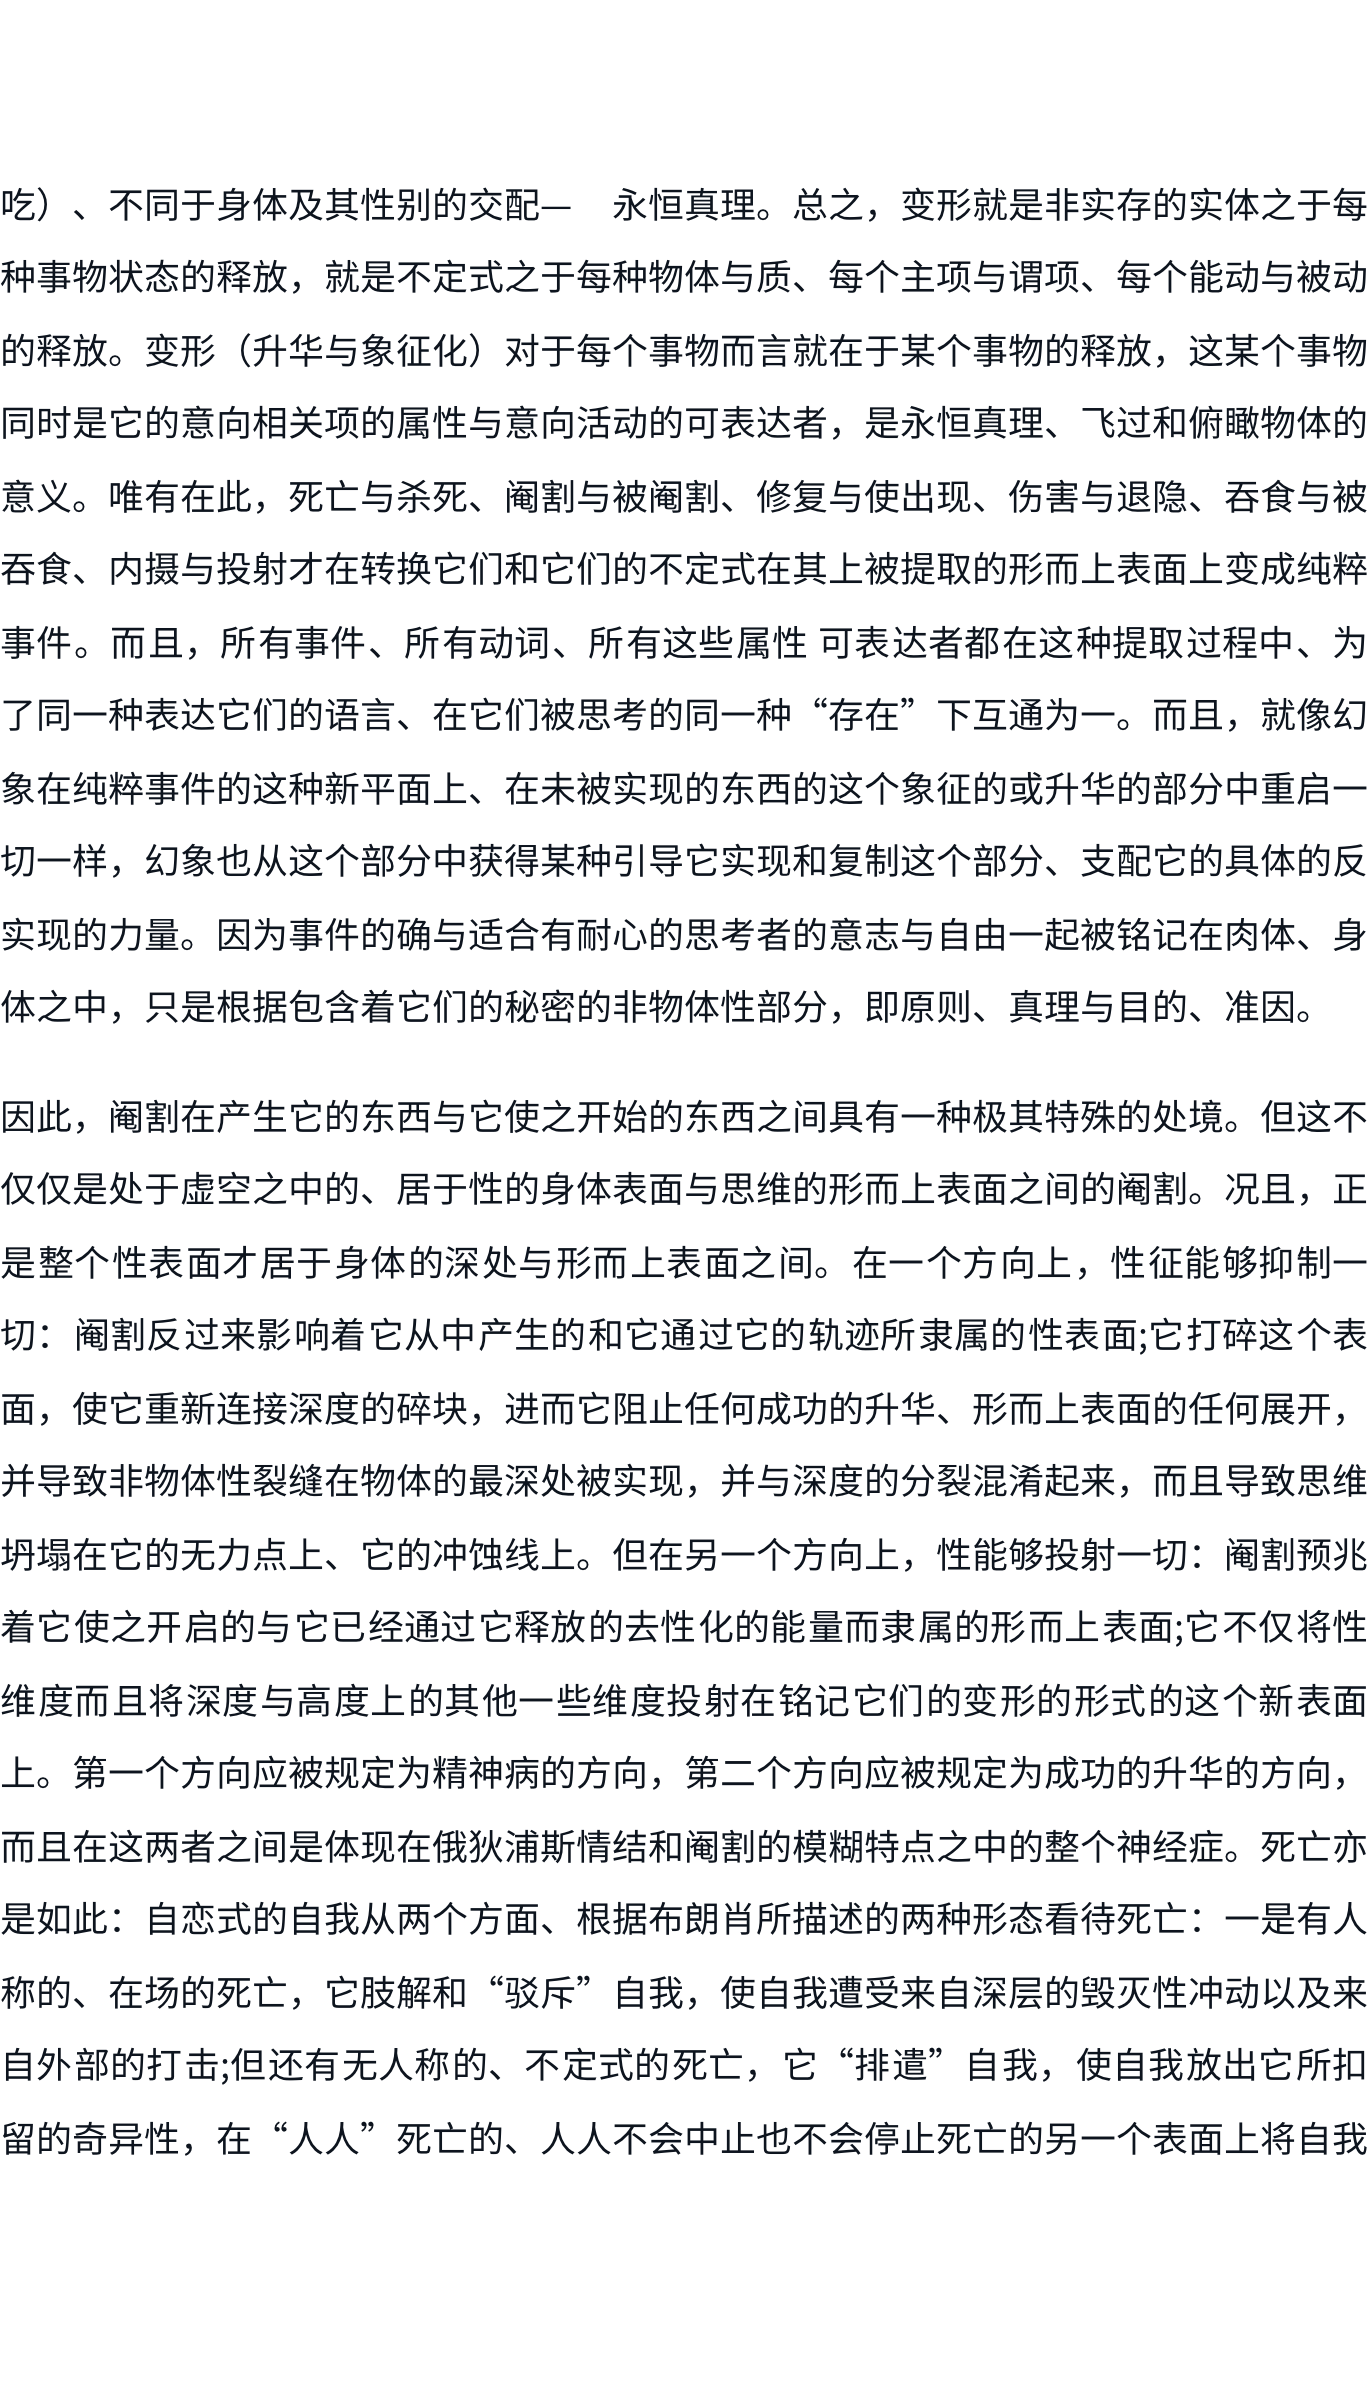 吃）、不同于身体及其性别的交配—　永恒真理。总之，变形就是非实存的实体之于每
种事物状态的释放，就是不定式之于每种物体与质、每个主项与谓项、每个能动与被动
的释放。变形（升华与象征化）对于每个事物而言就在于某个事物的释放，这某个事物
同时是它的意向相关项的属性与意向活动的可表达者，是永恒真理、飞过和俯瞰物体的
意义。唯有在此，死亡与杀死、阉割与被阉割、修复与使出现、伤害与退隐、吞食与被
吞食、内摄与投射才在转换它们和它们的不定式在其上被提取的形而上表面上变成纯粹
事件。而且，所有事件、所有动词、所有这些属性 可表达者都在这种提取过程中、为
了同一种表达它们的语言、在它们被思考的同一种“存在”下互通为一。而且，就像幻
象在纯粹事件的这种新平面上、在未被实现的东西的这个象征的或升华的部分中重启一
切一样，幻象也从这个部分中获得某种引导它实现和复制这个部分、支配它的具体的反
实现的力量。因为事件的确与适合有耐心的思考者的意志与自由一起被铭记在肉体、身
体之中，只是根据包含着它们的秘密的非物体性部分，即原则、真理与目的、准因。
因此，阉割在产生它的东西与它使之开始的东西之间具有一种极其特殊的处境。但这不
仅仅是处于虚空之中的、居于性的身体表面与思维的形而上表面之间的阉割。况且，正
是整个性表面才居于身体的深处与形而上表面之间。在一个方向上，性征能够抑制一
切：阉割反过来影响着它从中产生的和它通过它的轨迹所隶属的性表面;它打碎这个表
面，使它重新连接深度的碎块，进而它阻止任何成功的升华、形而上表面的任何展开，
并导致非物体性裂缝在物体的最深处被实现，并与深度的分裂混淆起来，而且导致思维
坍塌在它的无力点上、它的冲蚀线上。但在另一个方向上，性能够投射一切：阉割预兆
着它使之开启的与它已经通过它释放的去性化的能量而隶属的形而上表面;它不仅将性
维度而且将深度与高度上的其他一些维度投射在铭记它们的变形的形式的这个新表面
上。第一个方向应被规定为精神病的方向，第二个方向应被规定为成功的升华的方向，
而且在这两者之间是体现在俄狄浦斯情结和阉割的模糊特点之中的整个神经症。死亡亦
是如此：自恋式的自我从两个方面、根据布朗肖所描述的两种形态看待死亡：一是有人
称的、在场的死亡，它肢解和“驳斥”自我，使自我遭受来自深层的毁灭性冲动以及来
自外部的打击;但还有无人称的、不定式的死亡，它“排遣”自我，使自我放出它所扣
留的奇异性，在“人人”死亡的、人人不会中止也不会停止死亡的另一个表面上将自我